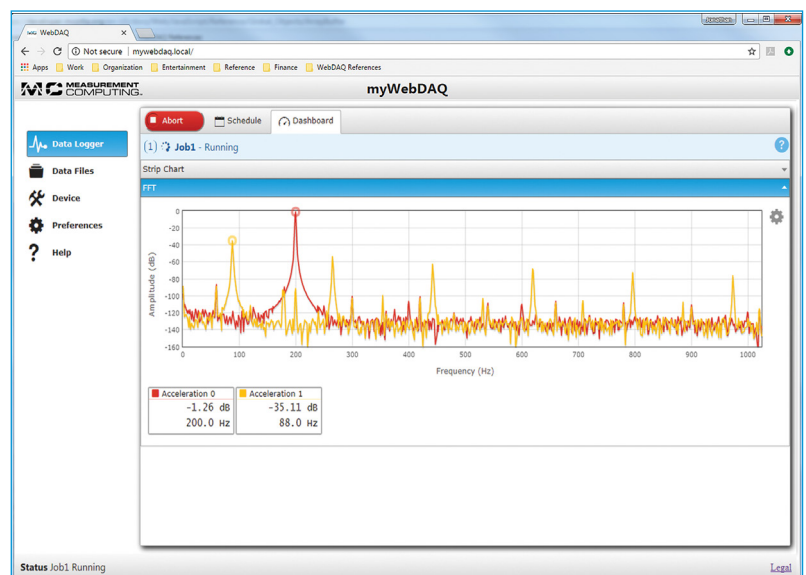 Jonathan
MC WebDAQ
Not secure | mywebdaq.local/
Apps Work Organization Entertainment Reference Finance WebDAQ References
MC MEASUREMENT COMPUTING.
myWebDAQ
Abort Schedule Dashboard
Data Logger
Data Files
Device
Preferences
? Help
(1) Job1 - Running
?
Strip Chart
FFT
Amplitude (dB)
0
-20
-40
-60
-80
-100
-120
-140
-160
0 100 200 300 400 500 600 700 800 900 1000
Frequency (Hz)
Acceleration 0
-1.26 dB
200.0 Hz
Acceleration 1
-35.11 dB
88.0 Hz
Status Job1 Running
Legal